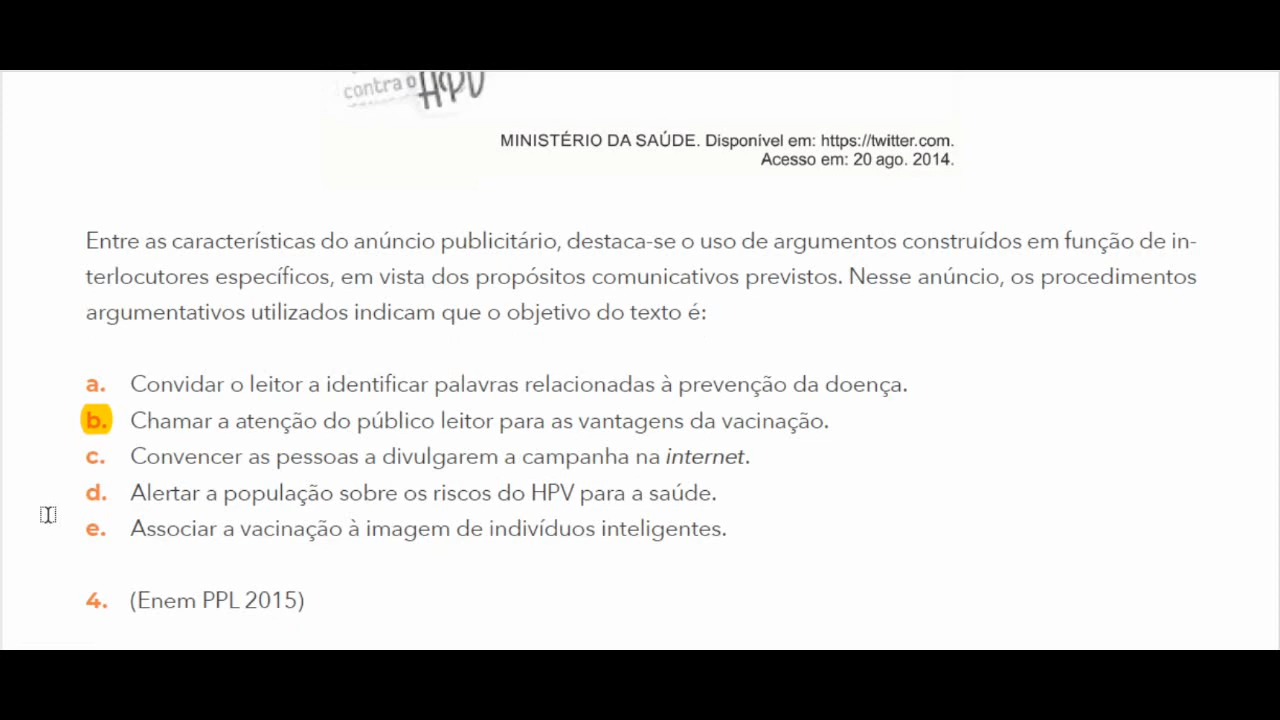 contra o HPV
MINISTÉRIO DA SAÚDE. Disponível em: https://twitter.com.
Acesso em: 20 ago. 2014.
Entre as características do anúncio publicitário, destaca-se o uso de argumentos construídos em função de in-
terlocutores específicos, em vista dos propósitos comunicativos previstos. Nesse anúncio, os procedimentos
argumentativos utilizados indicam que o objetivo do texto é:
a. Convidar o leitor a identificar palavras relacionadas à prevenção da doença.
b. Chamar a atenção do público leitor para as vantagens da vacinação.
c. Convencer as pessoas a divulgarem a campanha na internet.
d. Alertar a população sobre os riscos do HPV para a saúde.
e. Associar a vacinação à imagem de indivíduos inteligentes.
4. (Enem PPL 2015)